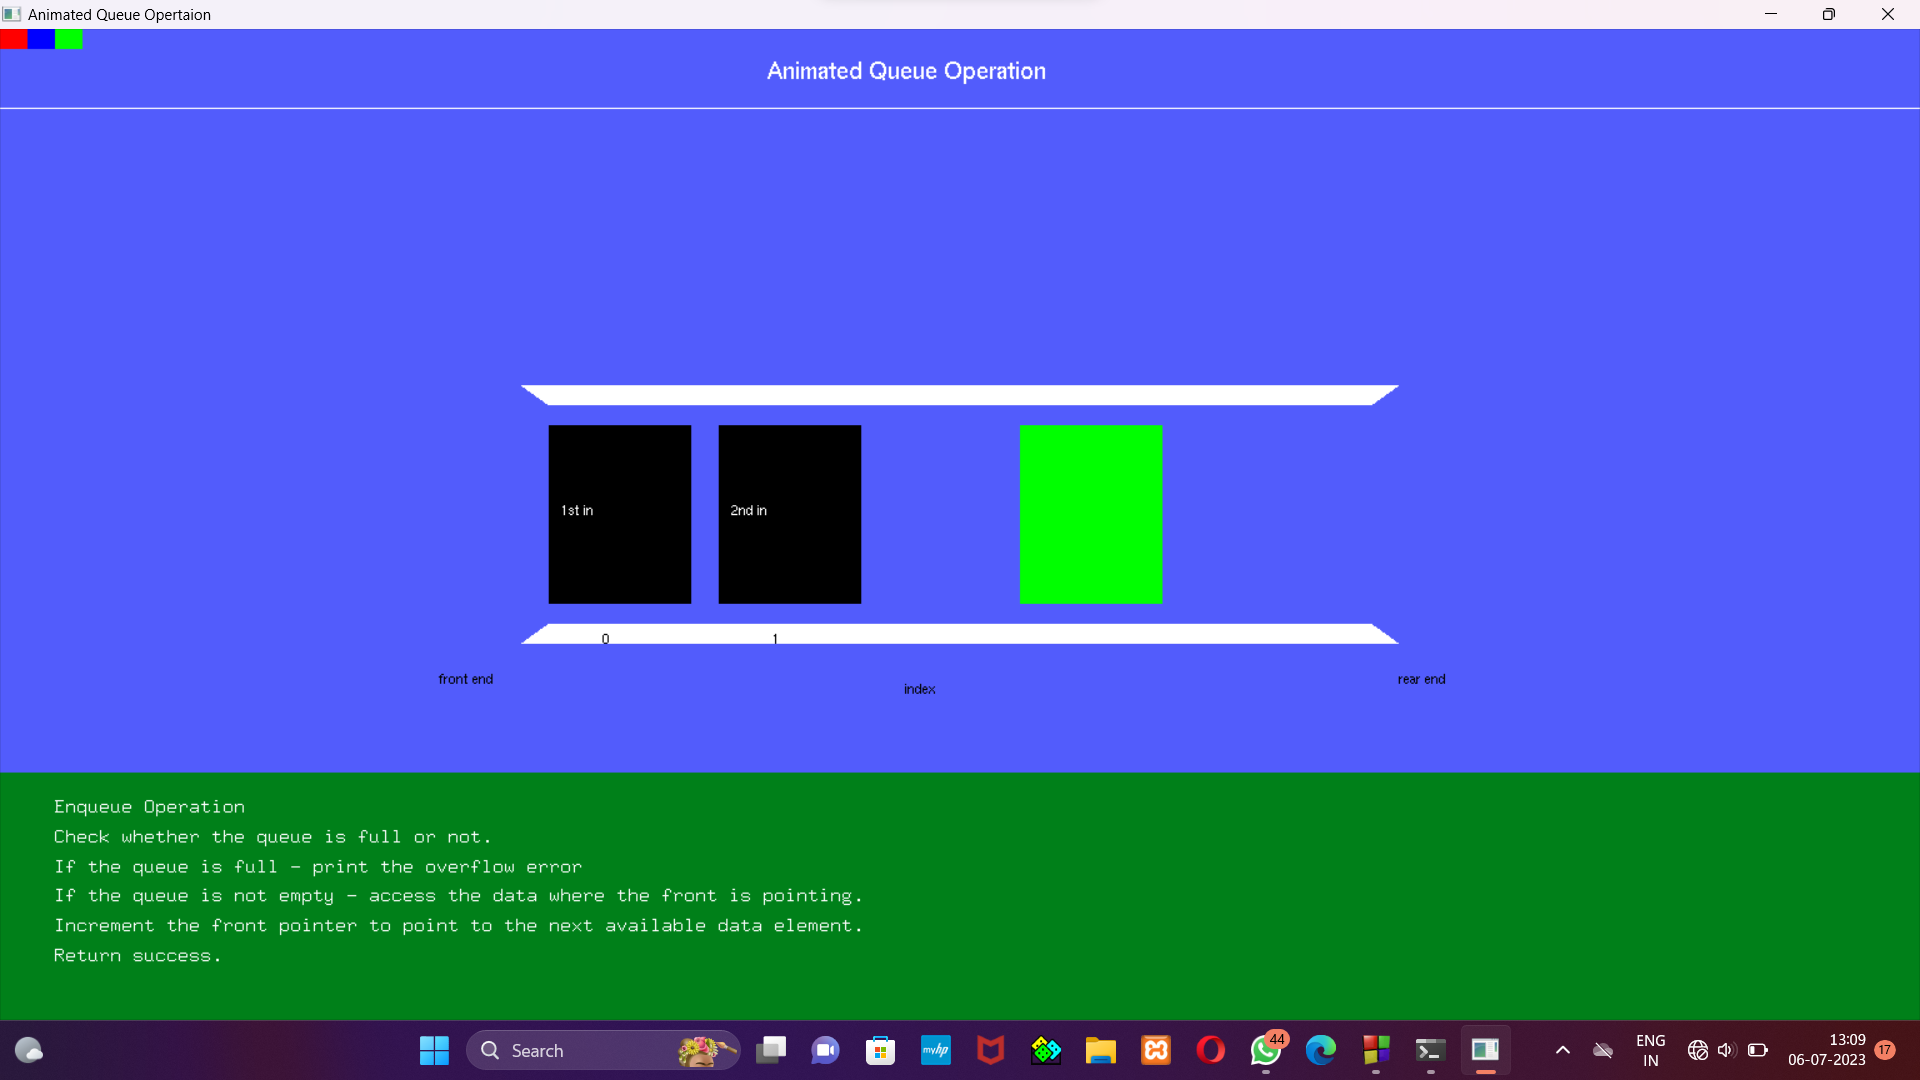 Animated Queue Opertaion
Animated Queue Operation
1st in
2nd in
0
1
front end
index
rear end
Enqueue Operation
Check whether the queue is full or not.
If the queue is full - print the overflow error
If the queue is not empty - access the data where the front is pointing.
Increment the front pointer to point to the next available data element.
Return success.
Search
myhp
44
ENG
IN
13:09
06-07-2023
17